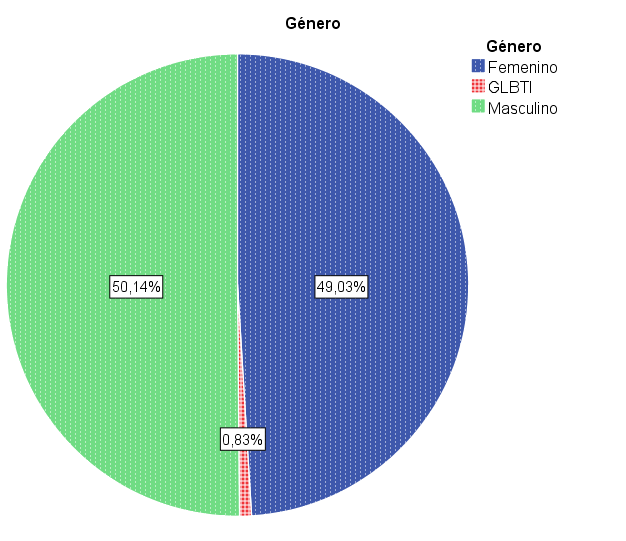 Género
Género
Femenino
GLBTI
Masculino
50,14%
49,03%
0,83%